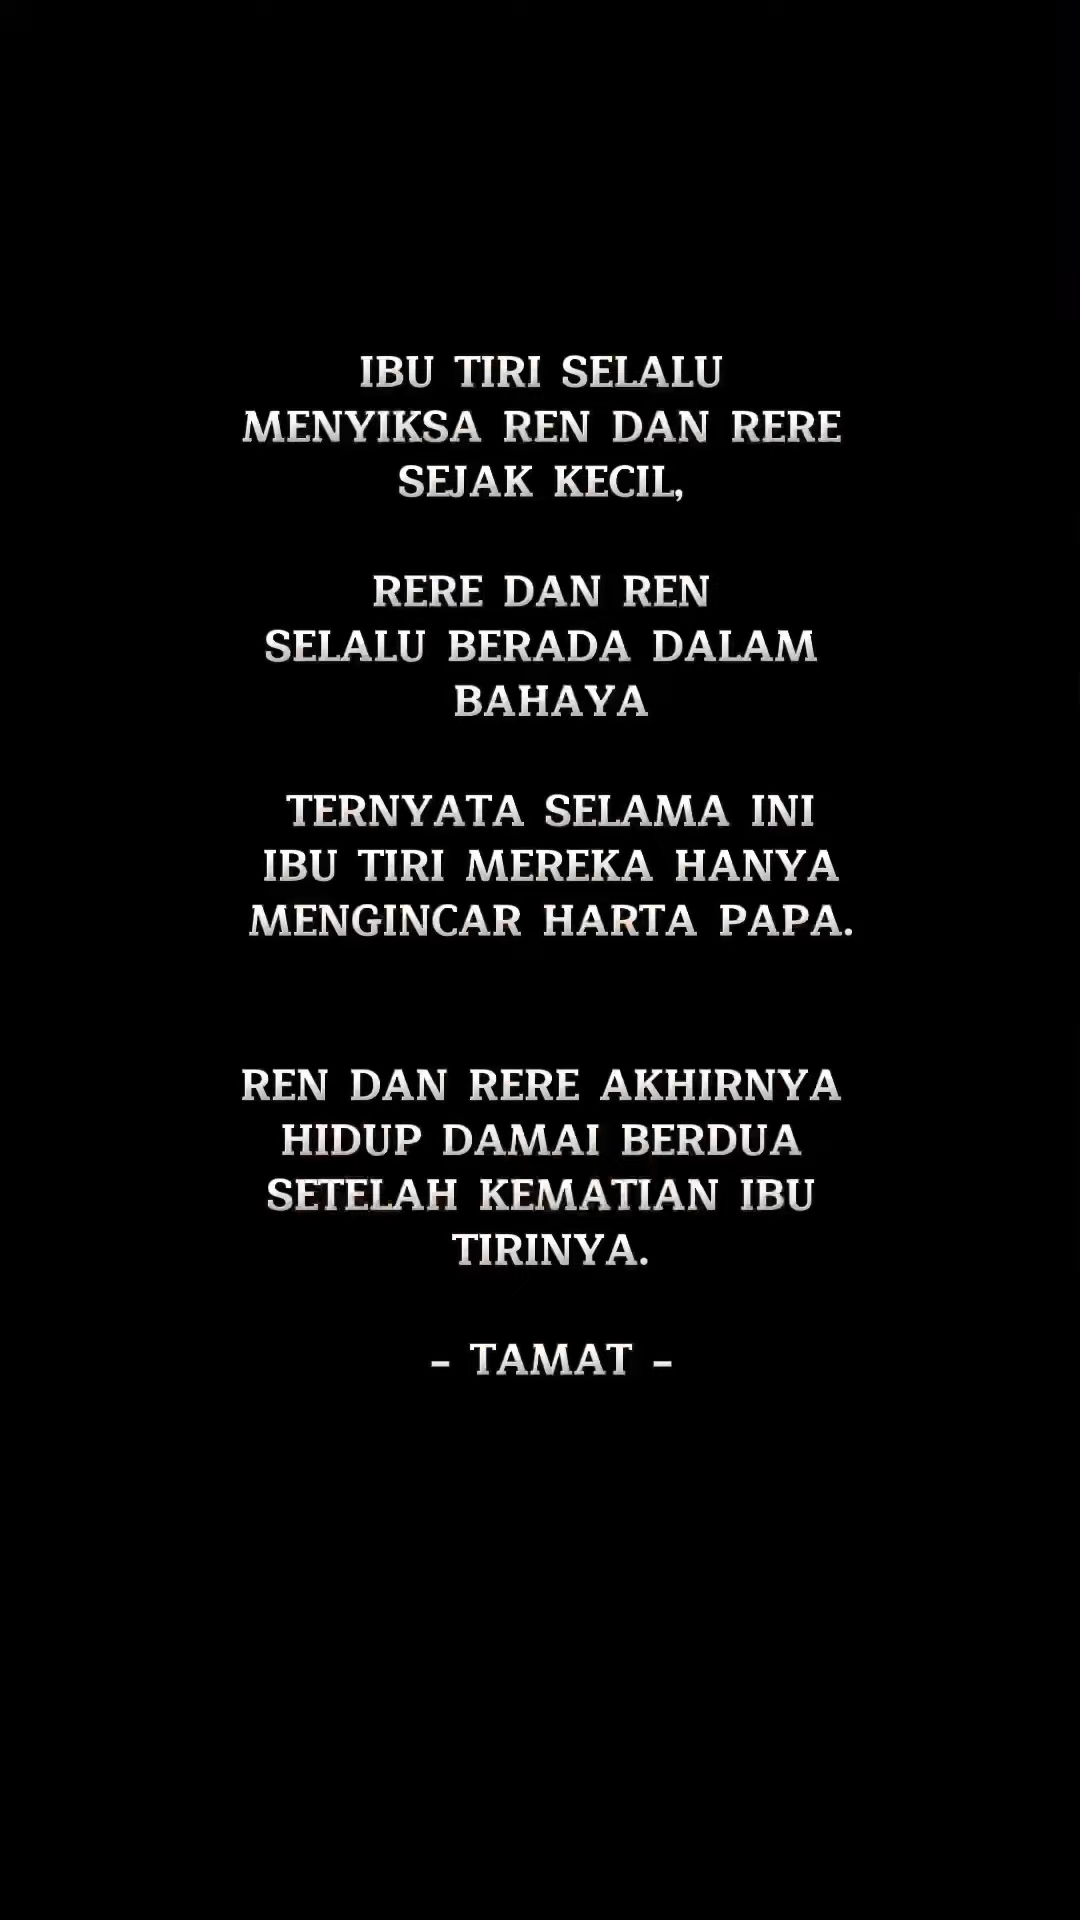 IBU TIRI SELALU
MENYIKSA REN DAN RERE
SEJAK KECIL,
RERE DAN REN
SELALU BERADA DALAM
BAHAYA
TERNYATA SELAMA INI
IBU TIRI MEREKA HANYA
MENGINCAR HARTA PAPA.
REN DAN RERE AKHIRNYA
HIDUP DAMAI BERDUA
SETELAH KEMATIAN IBU
TIRINYA.
- TAMAT -